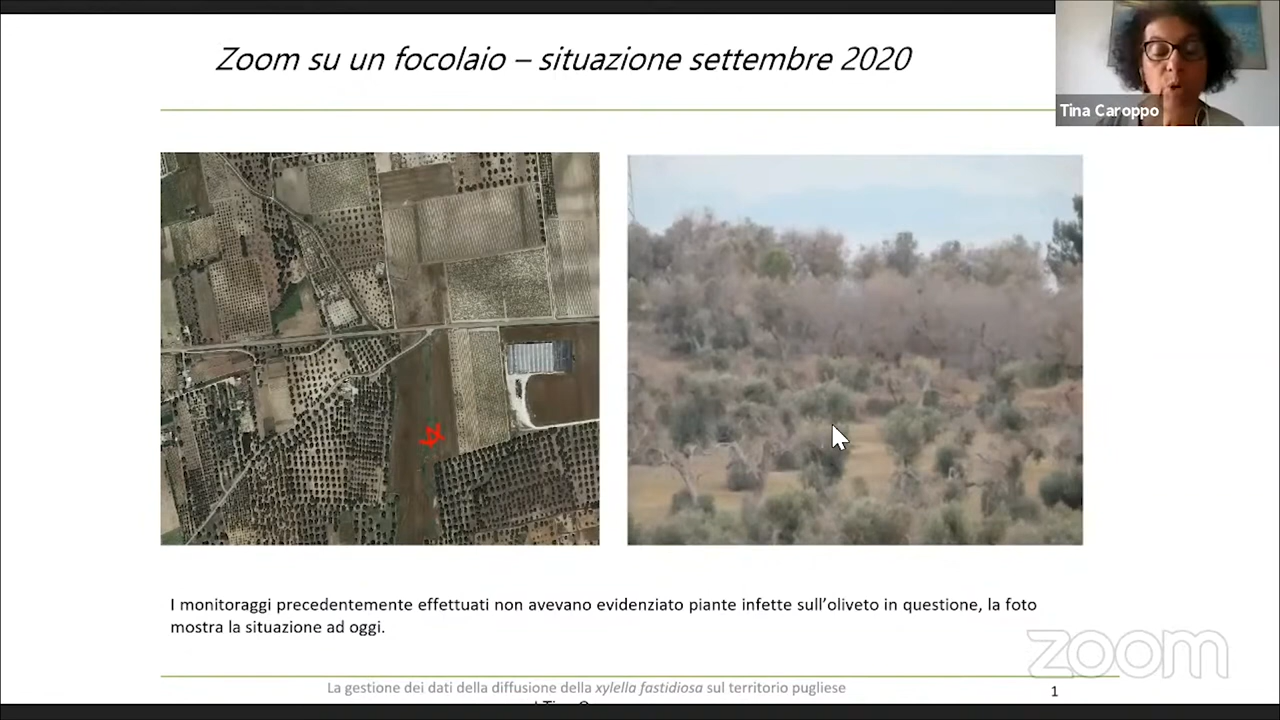 Zoom su un focolaio – situazione settembre 2020
Tina Caroppo
I monitoraggi precedentemente effettuati non avevano evidenziato piante infette sull'oliveto in questione, la foto
mostra la situazione ad oggi.
zoom
La gestione dei dati della diffusione della xylella fastidiosa sul territorio pugliese
1